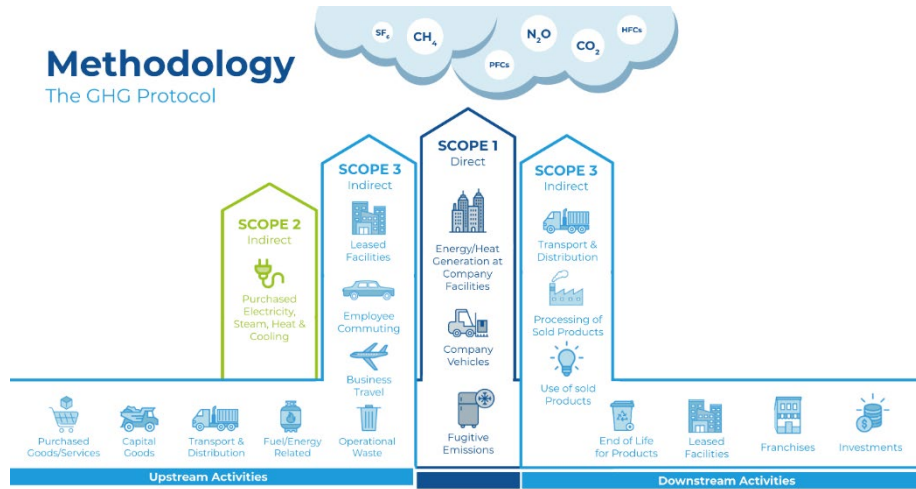 Methodology
The GHG Protocol
SF₆
CH₄
PFCs
N₂O
CO₂
HFCs
SCOPE 2
Indirect
Purchased
Electricity,
Steam, Heat &
Cooling
SCOPE 3
Indirect
Leased
Facilities
Employee
Commuting
Business
Travel
SCOPE 1
Direct
Energy/Heat
Generation at
Company
Facilities
Company
Vehicles
Fugitive
Emissions
SCOPE 3
Indirect
Transport &
Distribution
Processing of
Sold Products
Use of sold
Products
Purchased
Goods/Services
Capital
Goods
Transport &
Distribution
Fuel/Energy
Related
Operational
Waste
End of Life
for Products
Leased
Facilities
Franchises
Investments
Upstream Activities
Downstream Activities